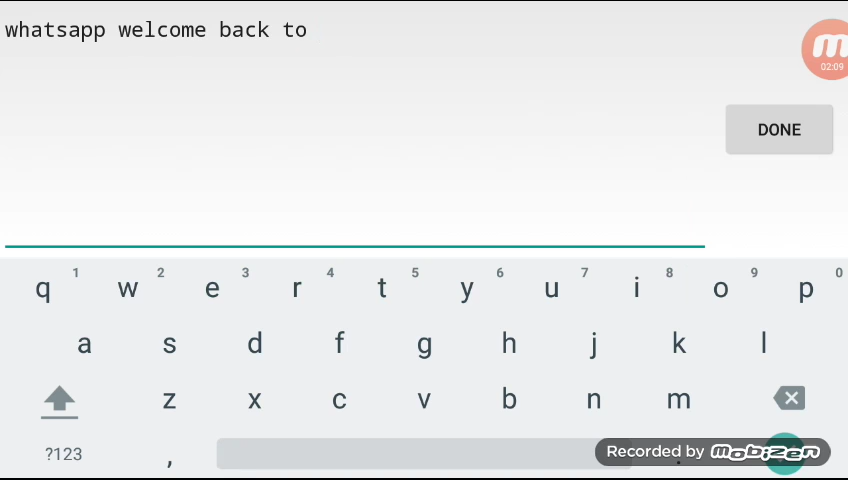 whatsapp welcome back to
m
02:09
DONE
q 1 w 2 e 3 r 4 t 5 y 6 u 7 i 8 o 9 p 0
a s d f g h j k l
z x c v b n m
?123 , .
Recorded by mobizen